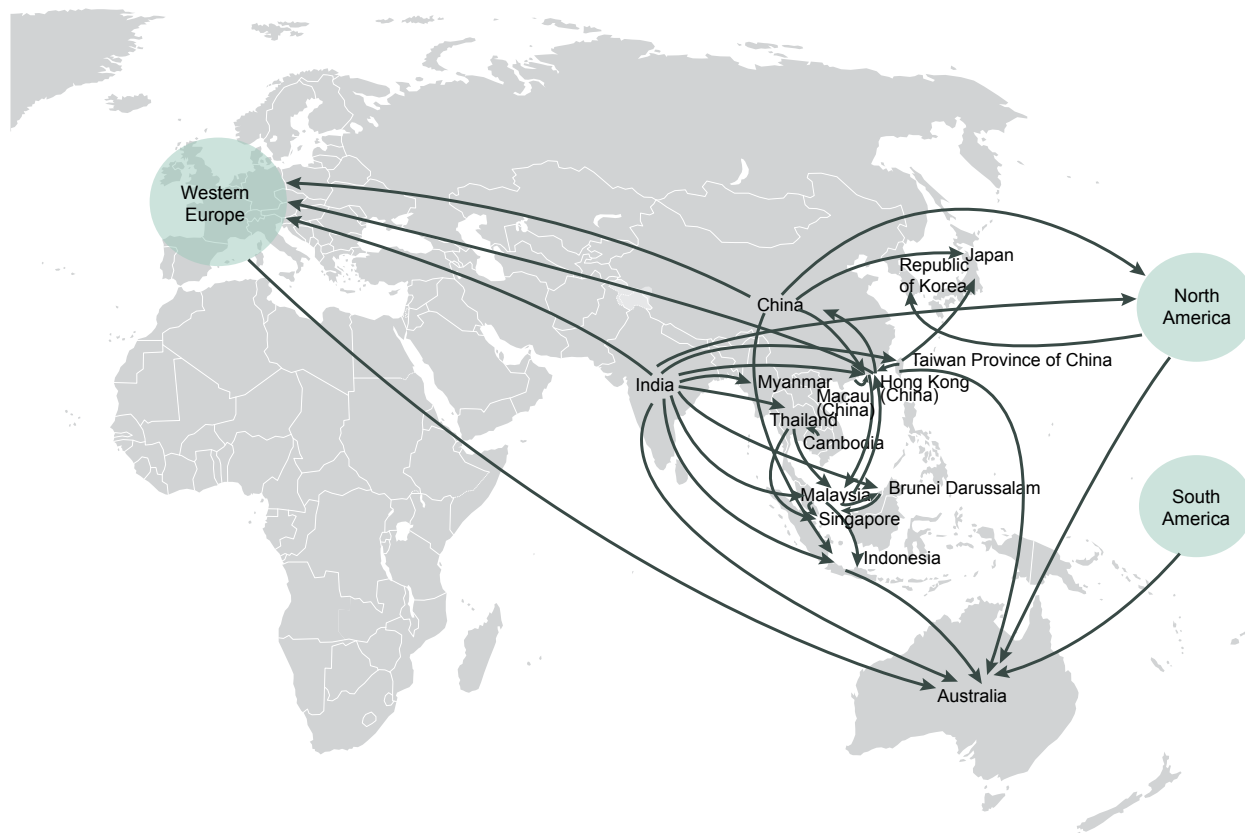 Western
Europe
Japan
Republic
of Korea
China
North
America
Taiwan Province of China
India
Myanmar
Hong Kong
(China)
Macau
(China)
Thailand
Cambodia
Malaysia
Brunei Darussalam
Singapore
South
America
Indonesia
Australia